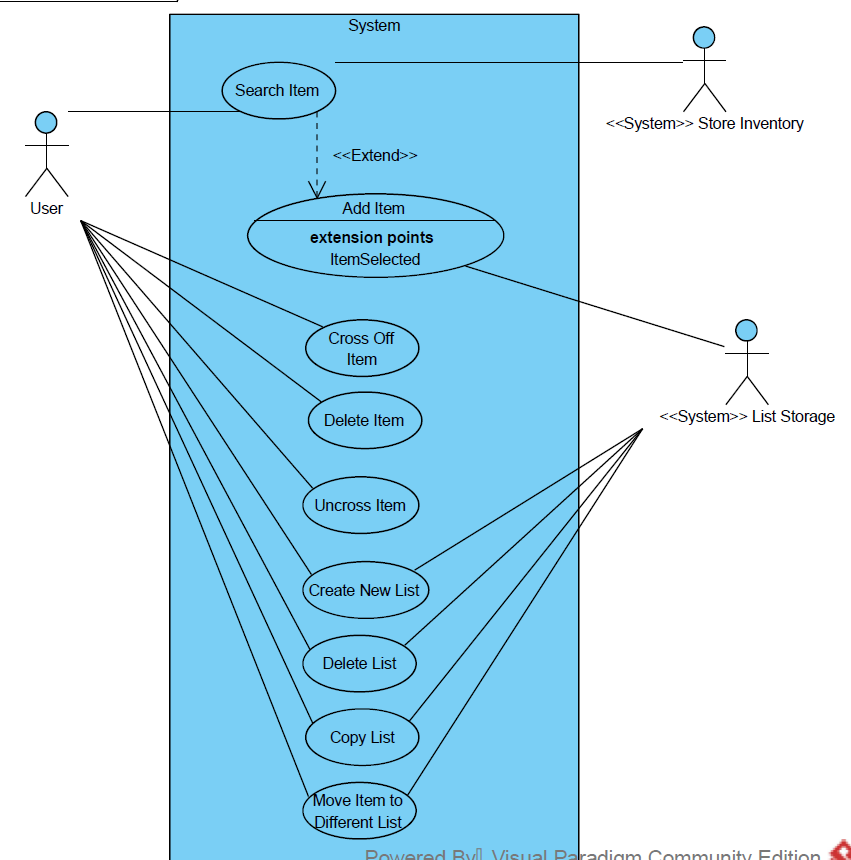 System
Search Item
<<System>> Store Inventory
<<Extend>>
User
Add Item
extension points
ItemSelected
Cross Off
Item
<<System>> List Storage
Delete Item
Uncross Item
Create New List
Delete List
Copy List
Move Item to
Different List
Powered By Visual Paradigm Community Edition